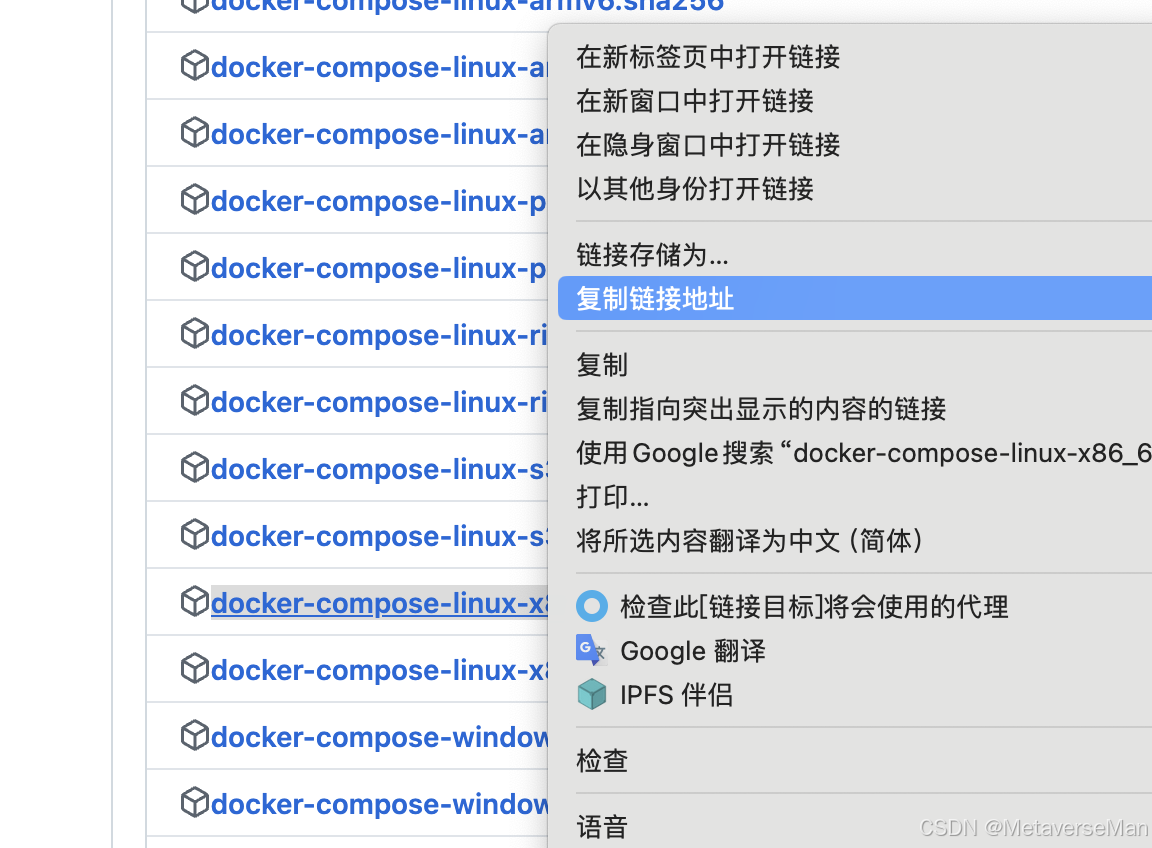 docker-compose-linux-armv6.sha256
docker-compose-linux-a
docker-compose-linux-a
docker-compose-linux-p
docker-compose-linux-p
docker-compose-linux-ri
docker-compose-linux-ri
docker-compose-linux-s3
docker-compose-linux-s3
docker-compose-linux-x8
docker-compose-linux-x8
docker-compose-window
docker-compose-window
在新标签页中打开链接
在新窗口中打开链接
在隐身窗口中打开链接
以其他身份打开链接
链接存储为...
复制链接地址
复制
复制指向突出显示的内容的链接
使用 Google 搜索 “docker-compose-linux-x86_6
打印...
将所选内容翻译为中文 (简体)
检查此[链接目标]将会使用的代理
Google 翻译
IPFS 伴侣
检查
语音
CSDN @MetaverseMan